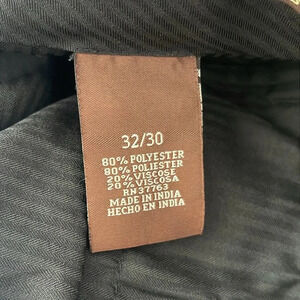 32/30
80% POLYESTER
80% POLIESTER
20% VISCOSE
20% VISCOSA
RN 37763
MADE IN INDIA
HECHO EN INDIA